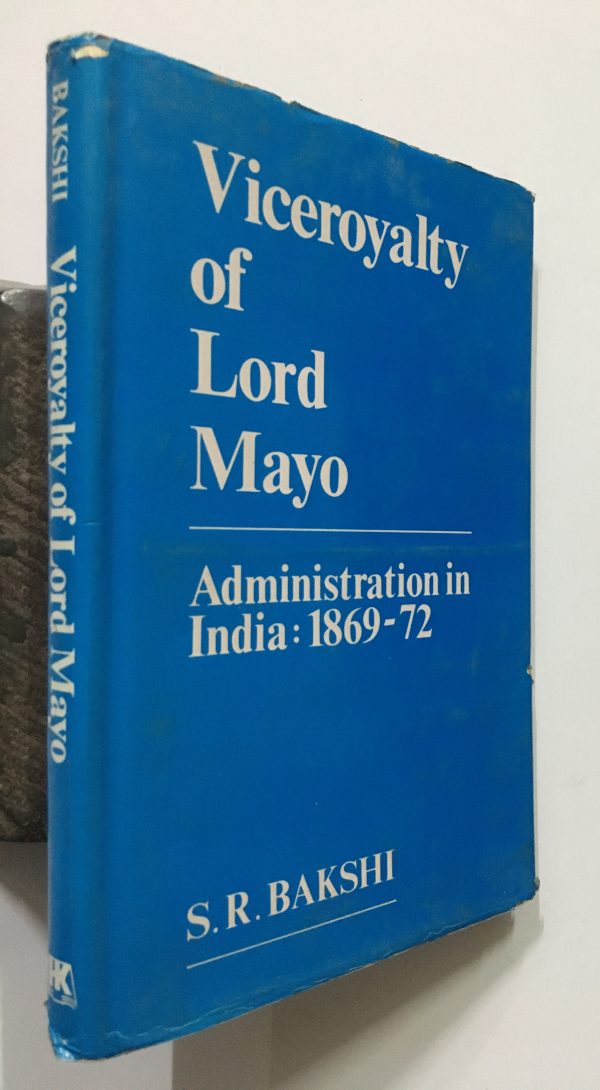 BAKSHI Viceroyalty of Lord Mayo
Viceroyalty
of
Lord
Mayo
Administration in
India: 1869-72
S. R. BAKSHI